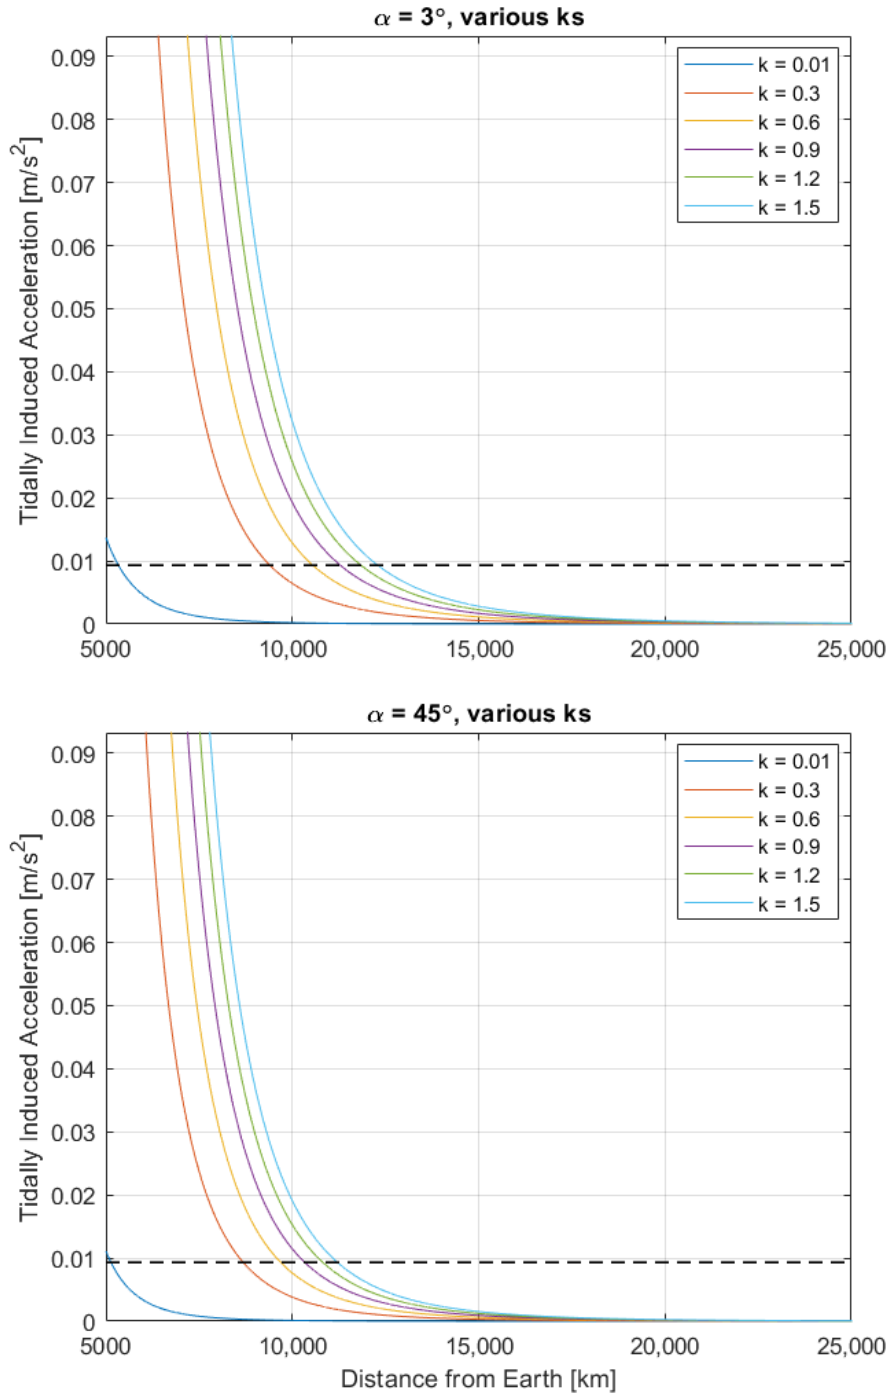 α = 3°, various ks
Tidally Induced Acceleration [m/s²]
0.09
0.08
0.07
0.06
0.05
0.04
0.03
0.02
0.01
0
k = 0.01
k = 0.3
k = 0.6
k = 0.9
k = 1.2
k = 1.5
5000 10,000 15,000 20,000 25,000
α = 45°, various ks
Tidally Induced Acceleration [m/s²]
0.09
0.08
0.07
0.06
0.05
0.04
0.03
0.02
0.01
0
k = 0.01
k = 0.3
k = 0.6
k = 0.9
k = 1.2
k = 1.5
5000 10,000 15,000 20,000 25,000
Distance from Earth [km]